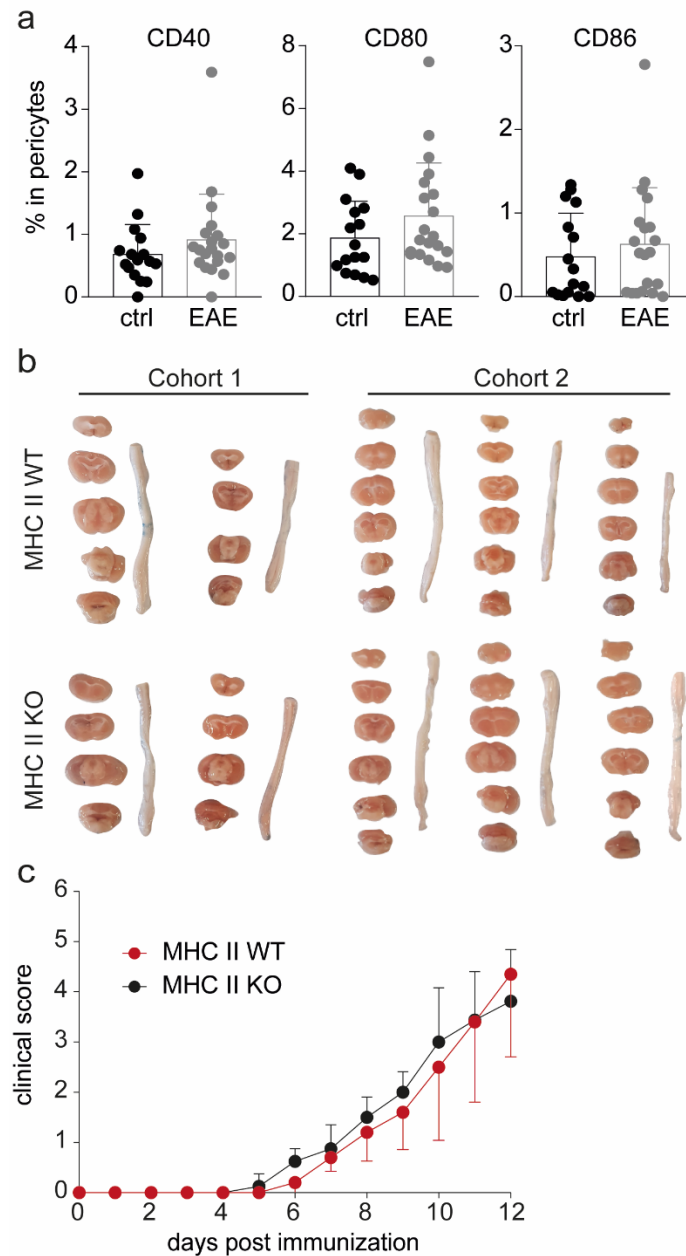 a
CD40 CD80 CD86
% in pericytes
4 8 3
3 6
2 4 2
1 2 1
0 0 0
ctrl EAE ctrl EAE ctrl EAE
b
Cohort 1 Cohort 2
MHC II WT
MHC II KO
c
clinical score
6
5
4
3
2
1
0
MHC II WT
MHC II KO
0 2 4 6 8 10 12
days post immunization